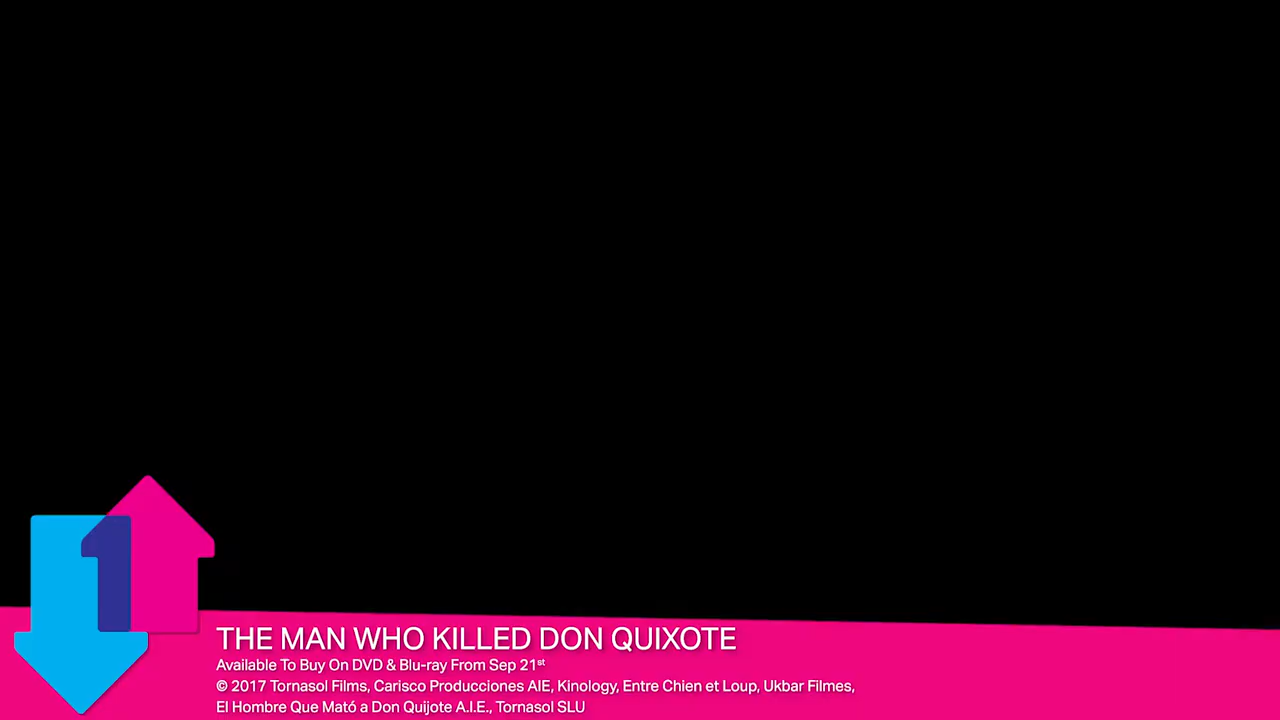 THE MAN WHO KILLED DON QUIXOTE
Available To Buy On DVD & Blu-ray From Sep 21st
© 2017 Tornasol Films, Carisco Producciones AIE, Kinology, Entre Chien et Loup, Ukbar Filmes,
El Hombre Que Mató a Don Quijote A.I.E., Tornasol SLU